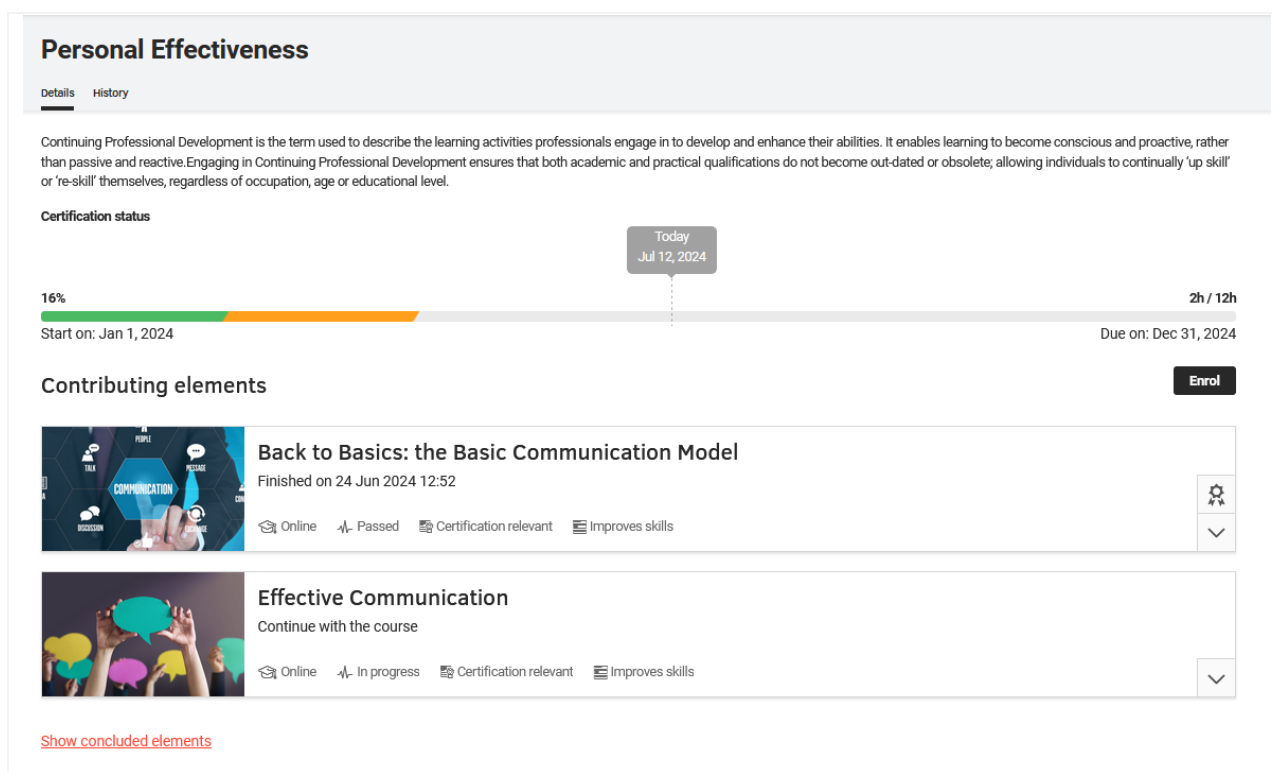 Personal Effectiveness
Details History
Continuing Professional Development is the term used to describe the learning activities professionals engage in to develop and enhance their abilities. It enables learning to become conscious and proactive, rather
than passive and reactive.Engaging in Continuing Professional Development ensures that both academic and practical qualifications do not become out-dated or obsolete; allowing individuals to continually ‘up skill’
or ‘re-skill’ themselves, regardless of occupation, age or educational level.
Certification status
Today
Jul 12, 2024
16% 2h / 12h
Start on: Jan 1, 2024 Due on: Dec 31, 2024
Contributing elements Enrol
PEOPLE
TALK
MESSAGE
COMMUNICATION
DISCUSSION
Back to Basics: the Basic Communication Model
Finished on 24 Jun 2024 12:52
Online Passed Certification relevant Improves skills
Effective Communication
Continue with the course
Online In progress Certification relevant Improves skills
Show concluded elements